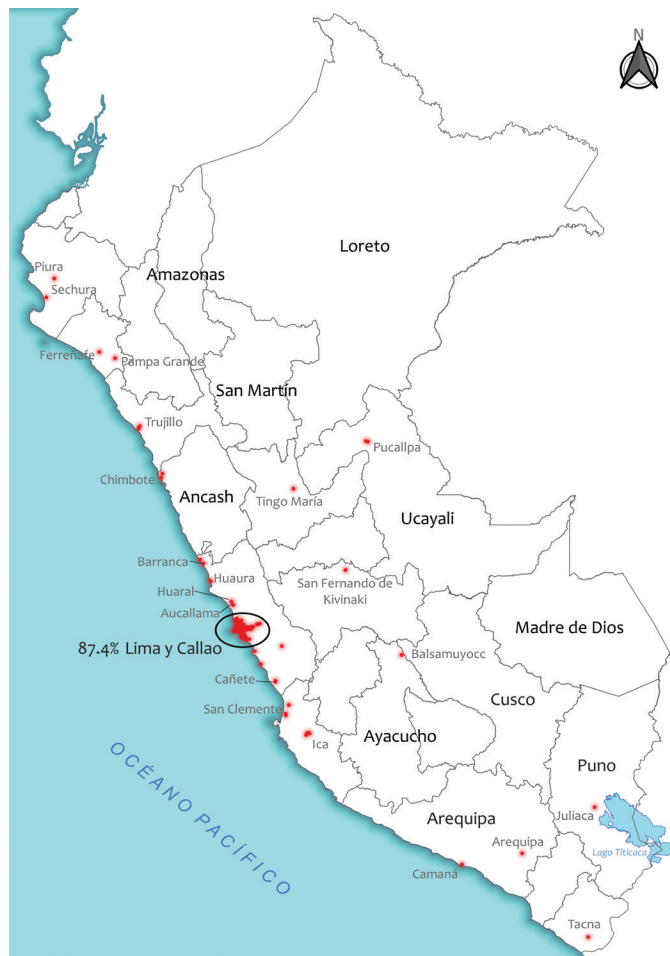 N
Loreto
Amazonas
Piura
Sechura
Ferreñafe
Pampa Grande
San Martín
Trujillo
Pucallpa
Chimbote
Ancash
Tingo María
Ucayali
Barranca
Huaura
San Fernando de
Kivinaki
Huaral
Aucallama
Madre de Dios
87.4% Lima y Callao
Balsamuyocc
Cañete
Cusco
San Clemente
Ayacucho
Ica
Puno
OCÉANO PACÍFICO
Arequipa
Juliaca
Arequipa
Lago Titicaca
Camaná
Tacna